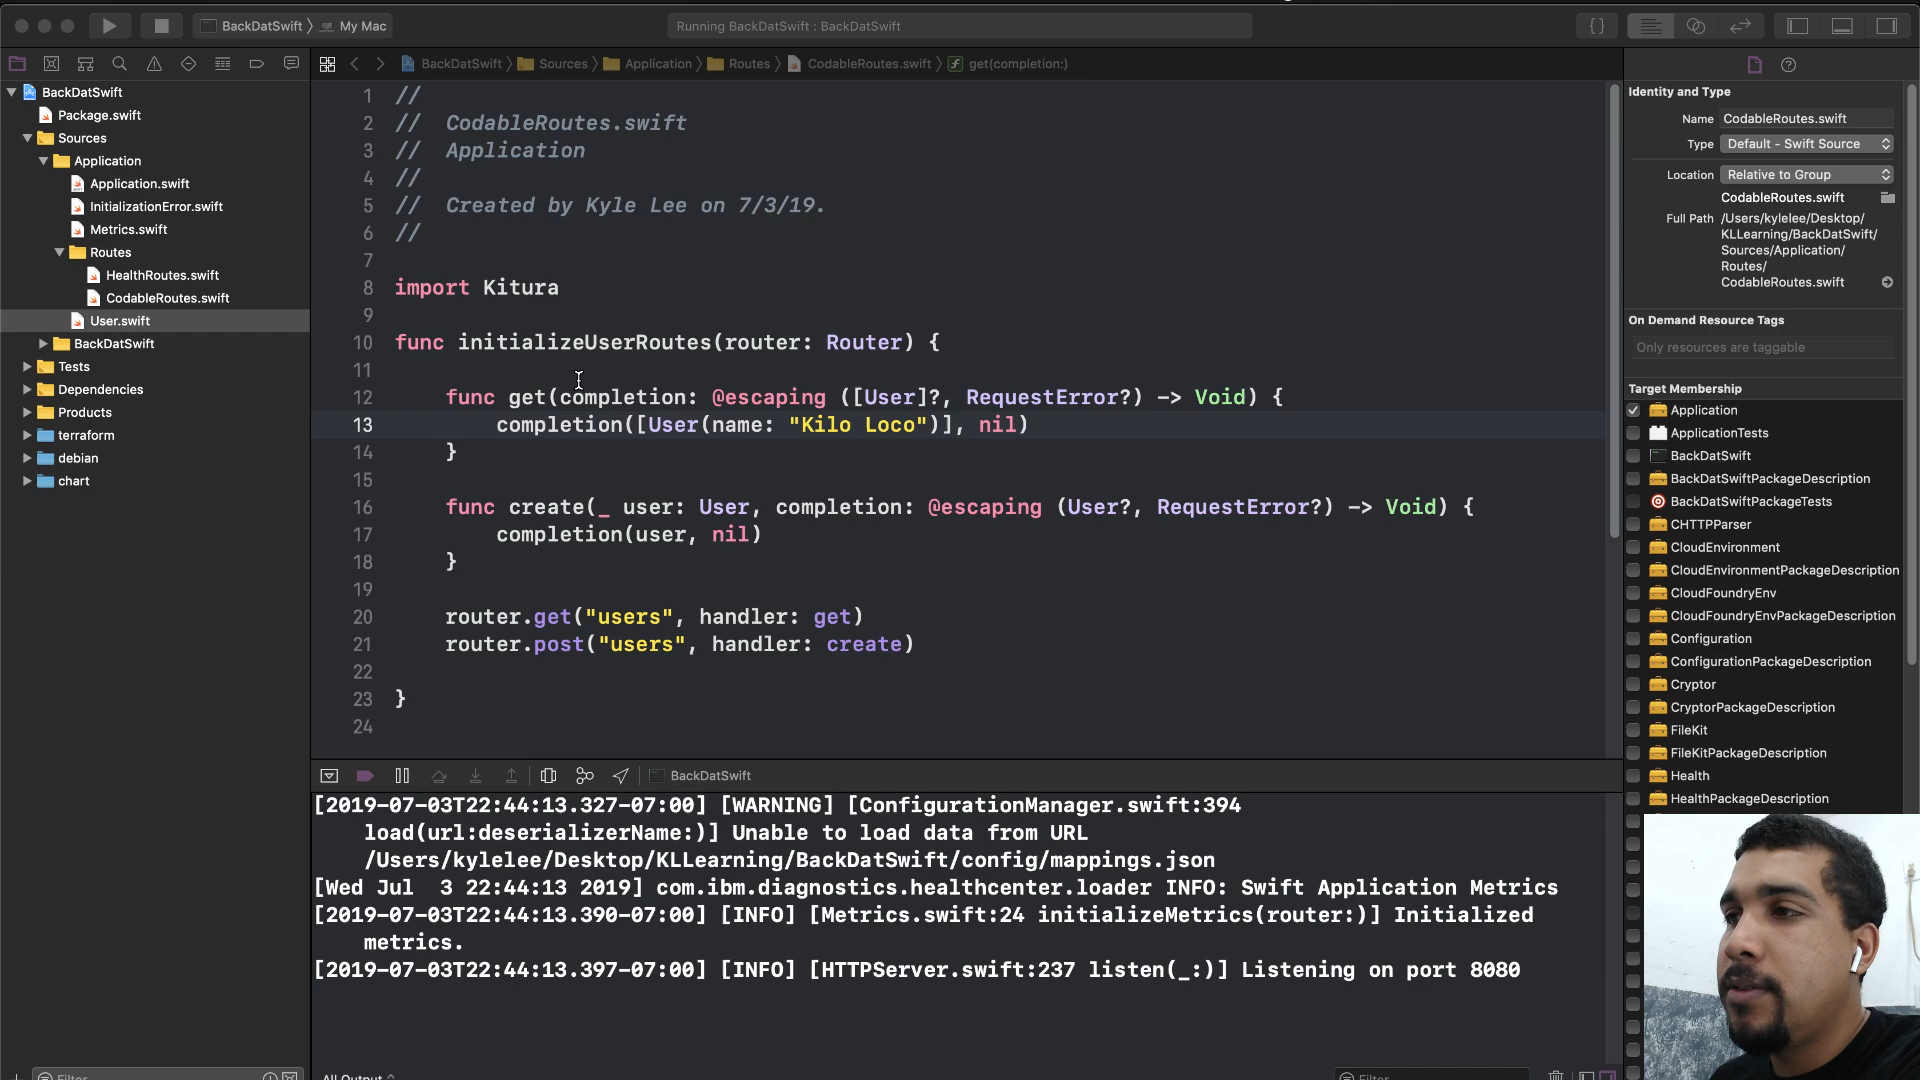 BackDatSwift My Mac
Running BackDatSwift : BackDatSwift
BackDatSwift Sources Application Routes CodableRoutes.swift get(completion:)
BackDatSwift
Package.swift
Sources
Application
Application.swift
InitializationError.swift
Metrics.swift
Routes
HealthRoutes.swift
CodableRoutes.swift
User.swift
BackDatSwift
Tests
Dependencies
Products
terraform
debian
chart
1 //
2 //  CodableRoutes.swift
3 //  Application
4 //
5 //  Created by Kyle Lee on 7/3/19.
6 //
7
8 import Kitura
9
10 func initializeUserRoutes(router: Router) {
11
12     func get(completion: @escaping ([User]?, RequestError?) -> Void) {
13         completion([User(name: "Kilo Loco")], nil)
14     }
15
16     func create(_ user: User, completion: @escaping (User?, RequestError?) -> Void) {
17         completion(user, nil)
18     }
19
20     router.get("users", handler: get)
21     router.post("users", handler: create)
22
23 }
24
BackDatSwift
[2019-07-03T22:44:13.327-07:00] [WARNING] [ConfigurationManager.swift:394
load(url:deserializerName:)] Unable to load data from URL
/Users/kylelee/Desktop/KLLearning/BackDatSwift/config/mappings.json
[Wed Jul  3 22:44:13 2019] com.ibm.diagnostics.healthcenter.loader INFO: Swift Application Metrics
[2019-07-03T22:44:13.390-07:00] [INFO] [Metrics.swift:24 initializeMetrics(router:)] Initialized
metrics.
[2019-07-03T22:44:13.397-07:00] [INFO] [HTTPServer.swift:237 listen(_:)] Listening on port 8080
Filter
All Output
Filter
Identity and Type
Name CodableRoutes.swift
Type Default - Swift Source
Location Relative to Group
CodableRoutes.swift
Full Path /Users/kylelee/Desktop/
KLLearning/BackDatSwift/
Sources/Application/
Routes/
CodableRoutes.swift
On Demand Resource Tags
Only resources are taggable
Target Membership
Application
ApplicationTests
BackDatSwift
BackDatSwiftPackageDescription
BackDatSwiftPackageTests
CHTTPParser
CloudEnvironment
CloudEnvironmentPackageDescription
CloudFoundryEnv
CloudFoundryEnvPackageDescription
Configuration
ConfigurationPackageDescription
Cryptor
CryptorPackageDescription
FileKit
FileKitPackageDescription
Health
HealthPackageDescription